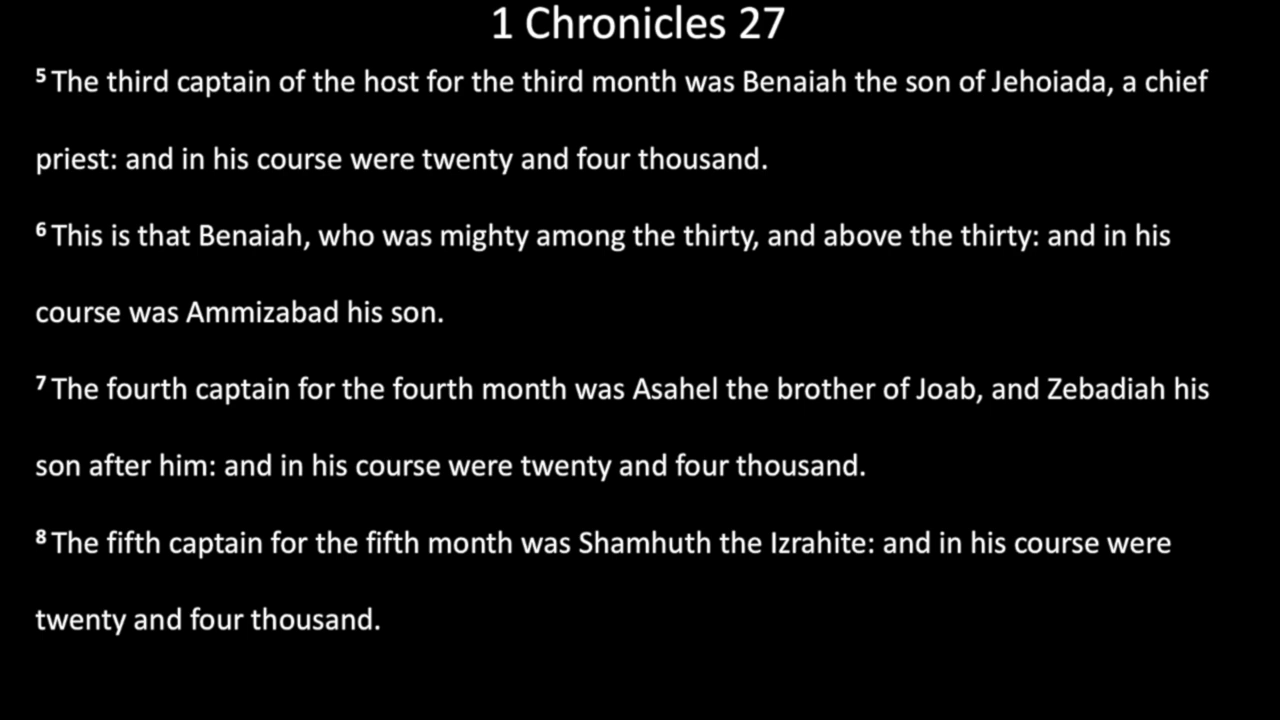 1 Chronicles 27
5 The third captain of the host for the third month was Benaiah the son of Jehoiada, a chief
priest: and in his course were twenty and four thousand.
6 This is that Benaiah, who was mighty among the thirty, and above the thirty: and in his
course was Ammizabad his son.
7 The fourth captain for the fourth month was Asahel the brother of Joab, and Zebadiah his
son after him: and in his course were twenty and four thousand.
8 The fifth captain for the fifth month was Shamhuth the Izrahite: and in his course were
twenty and four thousand.